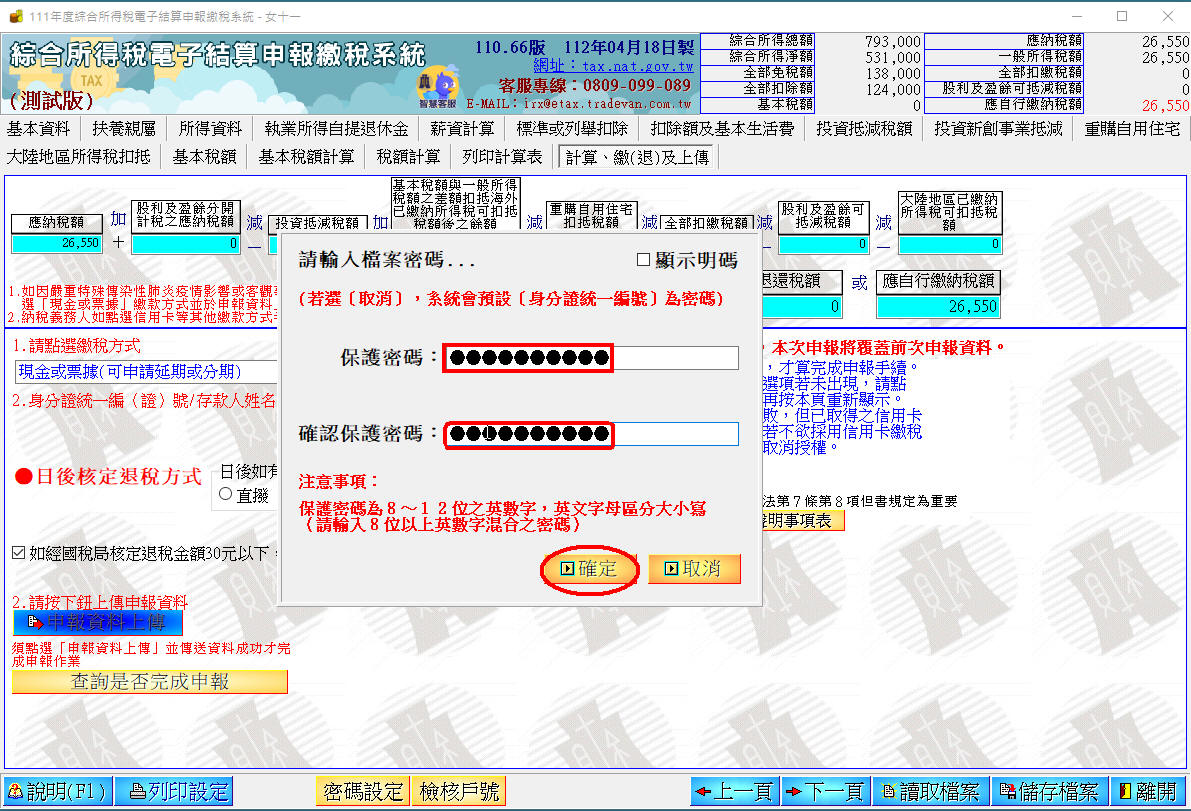 111年度綜合所得稅電子結算申報繳稅系統 - 女十一
綜合所得稅電子結算申報繳稅系統
(測試版)
TAX
110.66版 112年04月18日製
網址：tax.nat.gov.tw
客服專線：0809-099-089
E-MAIL：irx@etax.tradevan.com.tw
智慧客服
綜合所得總額 793,000
綜合所得淨額 531,000
全部免稅額 138,000
全部扣除額 124,000
基本稅額 0
應納稅額 26,550
一般所得稅額 26,550
全部扣繳稅額 0
股利及盈餘可抵減稅額 0
應自行繳納稅額 26,550
基本資料 扶養親屬 所得資料 執業所得自提退休金 薪資計算 標準或列舉扣除 扣除額及基本生活費 投資抵減稅額 投資新創事業抵減 重購自用住宅
大陸地區所得稅扣抵 基本稅額 基本稅額計算 稅額計算 列印計算表 計算、繳(退)及上傳
應納稅額
26,550
加
＋
股利及盈餘分開
計稅之應納稅額
0
減
－
投資抵減稅額
加
基本稅額與一般所得
稅額之差額扣抵海外
已繳納所得稅可扣抵
稅額後之餘額
減
重購自用住宅
扣抵稅額
減
全部扣繳稅額
減
股利及盈餘可
抵減稅額
0
減
－
大陸地區已繳納
所得稅可扣抵稅
額
0
退還稅額
0
或
應自行繳納稅額
26,550
1.如因嚴重特殊傳染性肺炎疫情影響或客觀
選「現金或票據」繳款方式並於申報資料
2.納稅義務人如點選信用卡等其他繳款方式
1.請點選繳稅方式
現金或票據(可申請延期或分期)
2.身分證統一編（證）號/存款人姓名
●日後核定退稅方式
日後如有
直撥
如經國稅局核定退稅金額30元以下，
2.請按下鈕上傳申報資料
申報資料上傳
須點選「申報資料上傳」並傳送資料成功才完
成申報作業
查詢是否完成申報
請輸入檔案密碼...
顯示明碼
(若選〔取消〕，系統會預設〔身分證統一編號〕為密碼)
保護密碼： ●●●●●●●●●●
確認保護密碼： ●●●●●●●●●●
注意事項：
保護密碼為８～１２位之英數字，英文字母區分大小寫
（請輸入８位以上英數字混合之密碼）
確定
取消
，本次申報將覆蓋前次申報資料。
，才算完成申報手續。
選項若未出現，請點
再按本頁重新顯示。
敗，但已取得之信用卡
若不欲採用信用卡繳稅
取消授權。
法第７條第８項但書規定為重要
明事項表
說明(F1) 列印設定 密碼設定 檢核戶號 上一頁 下一頁 讀取檔案 儲存檔案 離開